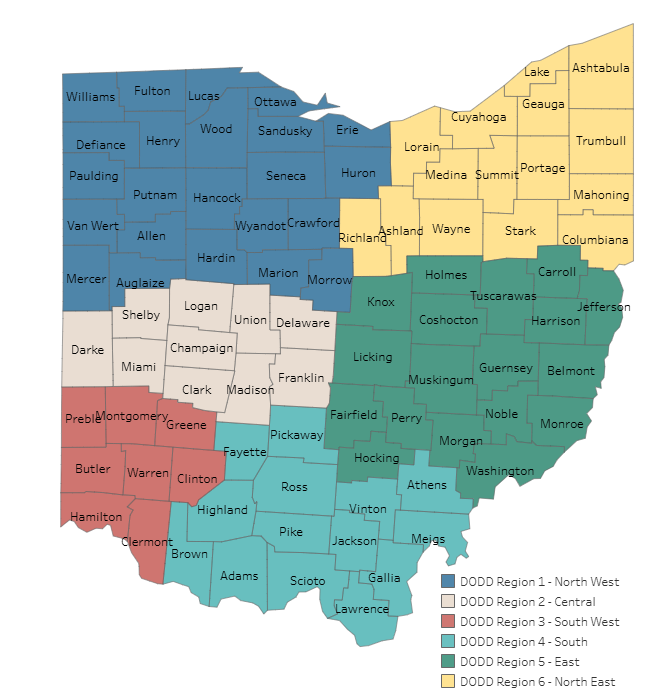 Lake
Ashtabula
Williams
Fulton
Lucas
Ottawa
Geauga
Cuyahoga
Wood
Sandusky
Erie
Defiance
Henry
Lorain
Trumbull
Paulding
Seneca
Huron
Medina
Summit
Portage
Putnam
Hancock
Mahoning
Van Wert
Allen
Wyandot
Crawford
Richland
Ashland
Wayne
Stark
Columbiana
Hardin
Mercer
Auglaize
Marion
Morrow
Holmes
Carroll
Tuscarawas
Knox
Jefferson
Shelby
Logan
Union
Delaware
Coshocton
Harrison
Darke
Champaign
Licking
Miami
Guernsey
Belmont
Clark
Madison
Franklin
Muskingum
Preble
Montgomery
Greene
Pickaway
Fairfield
Perry
Noble
Monroe
Morgan
Fayette
Hocking
Butler
Warren
Clinton
Washington
Ross
Athens
Hamilton
Highland
Vinton
Clermont
Pike
Jackson
Meigs
Brown
Adams
Scioto
Gallia
Lawrence
DODD Region 1 - North West
DODD Region 2 - Central
DODD Region 3 - South West
DODD Region 4 - South
DODD Region 5 - East
DODD Region 6 - North East